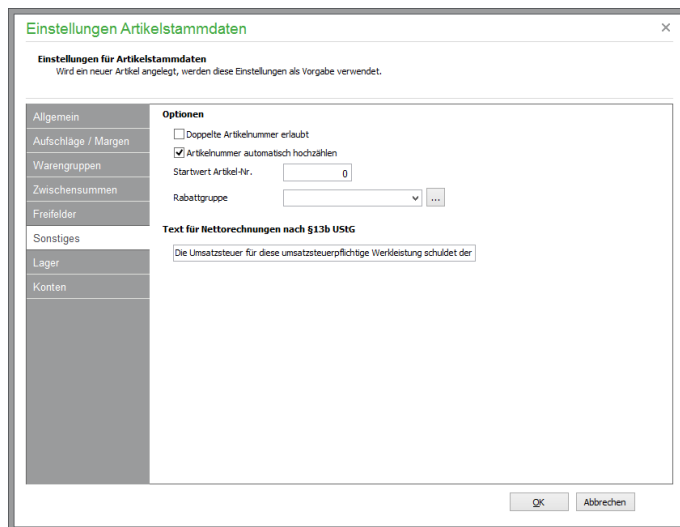 Einstellungen Artikelstammdaten
Einstellungen für Artikelstammdaten
Wird ein neuer Artikel angelegt, werden diese Einstellungen als Vorgabe verwendet.
Allgemein
Aufschläge / Margen
Warengruppen
Zwischensummen
Freifelder
Sonstiges
Lager
Konten
Optionen
Doppelte Artikelnummer erlaubt
Artikelnummer automatisch hochzählen
Startwert Artikel-Nr. 0
Rabattgruppe ...
Text für Nettorechnungen nach §13b UStG
Die Umsatzsteuer für diese umsatzsteuerpflichtige Werkleistung schuldet der
OK Abbrechen